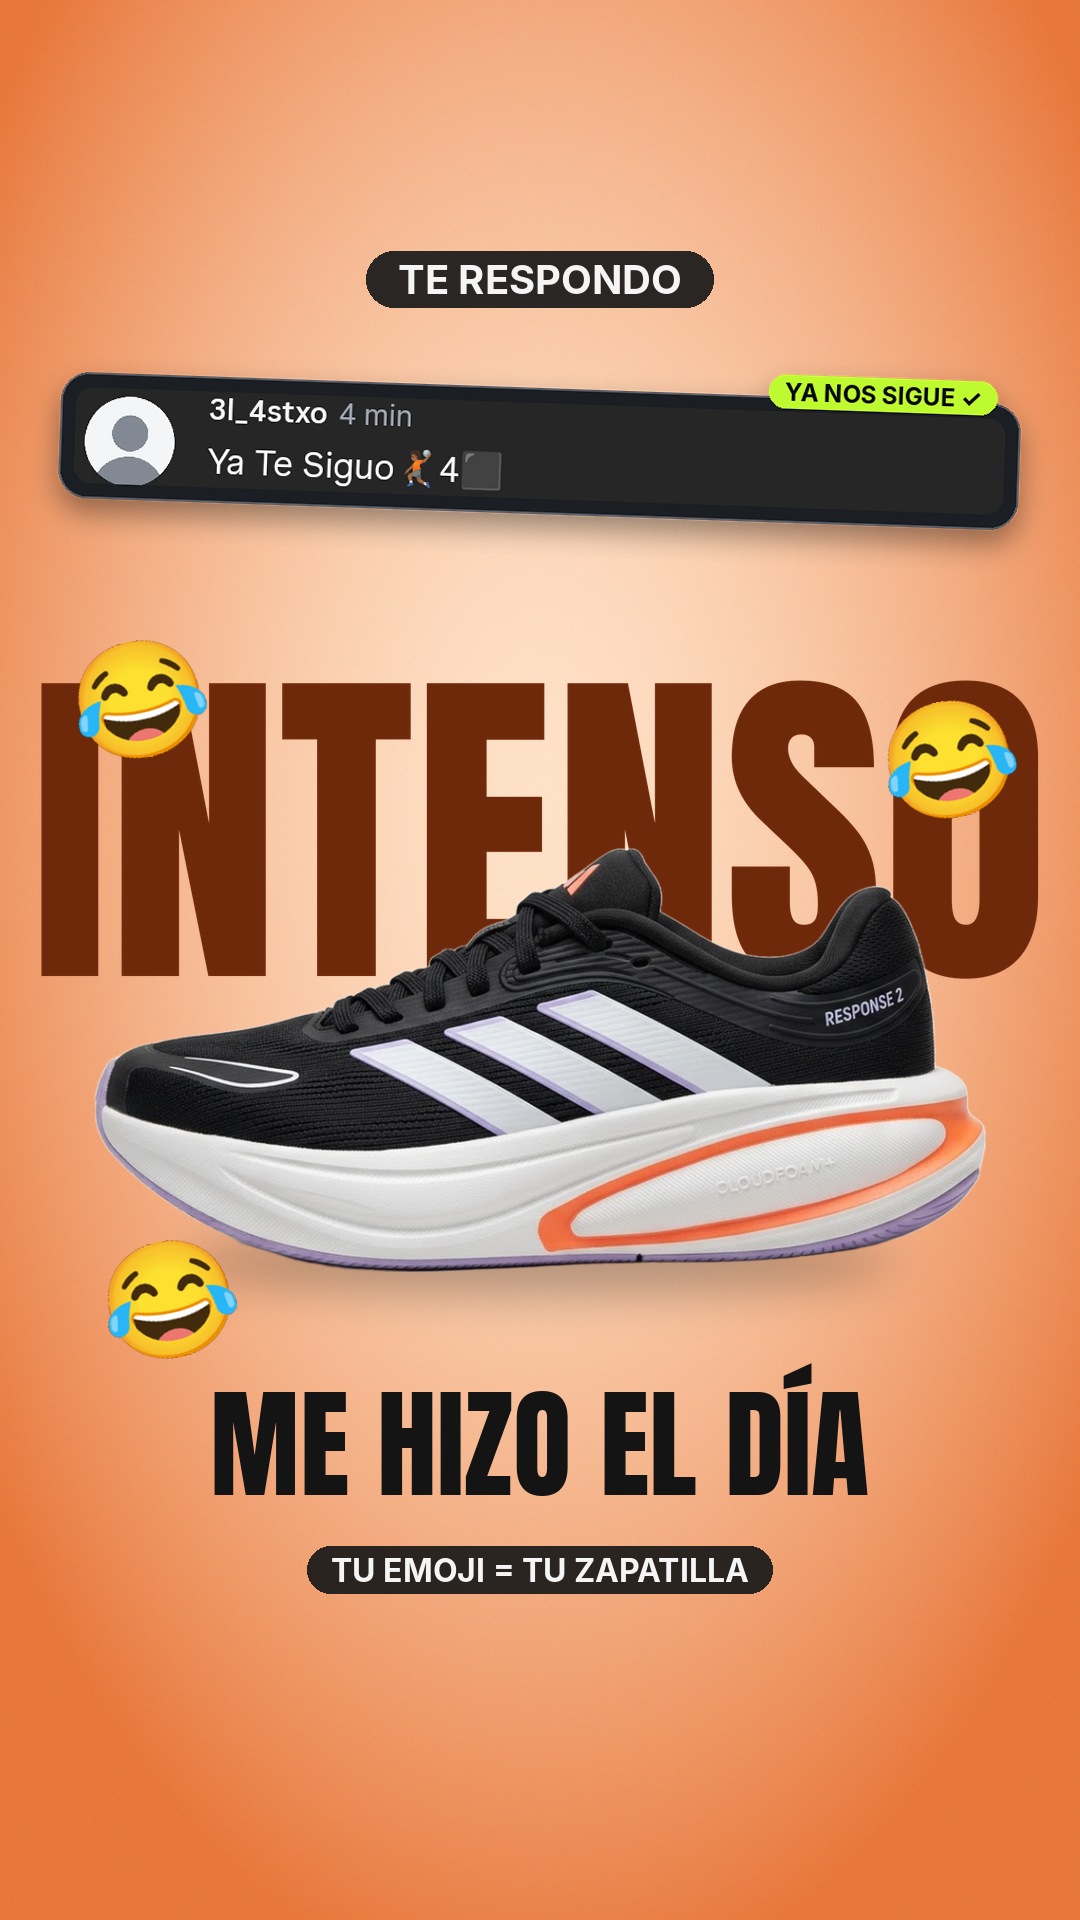 TE RESPONDO
YA NOS SIGUE ✓
3l_4stxo 4 min
Ya Te Siguo 🤾🏾 4⬛
INTENSO
RESPONSE 2
CLOUDFOAM+
ME HIZO EL DÍA
TU EMOJI = TU ZAPATILLA